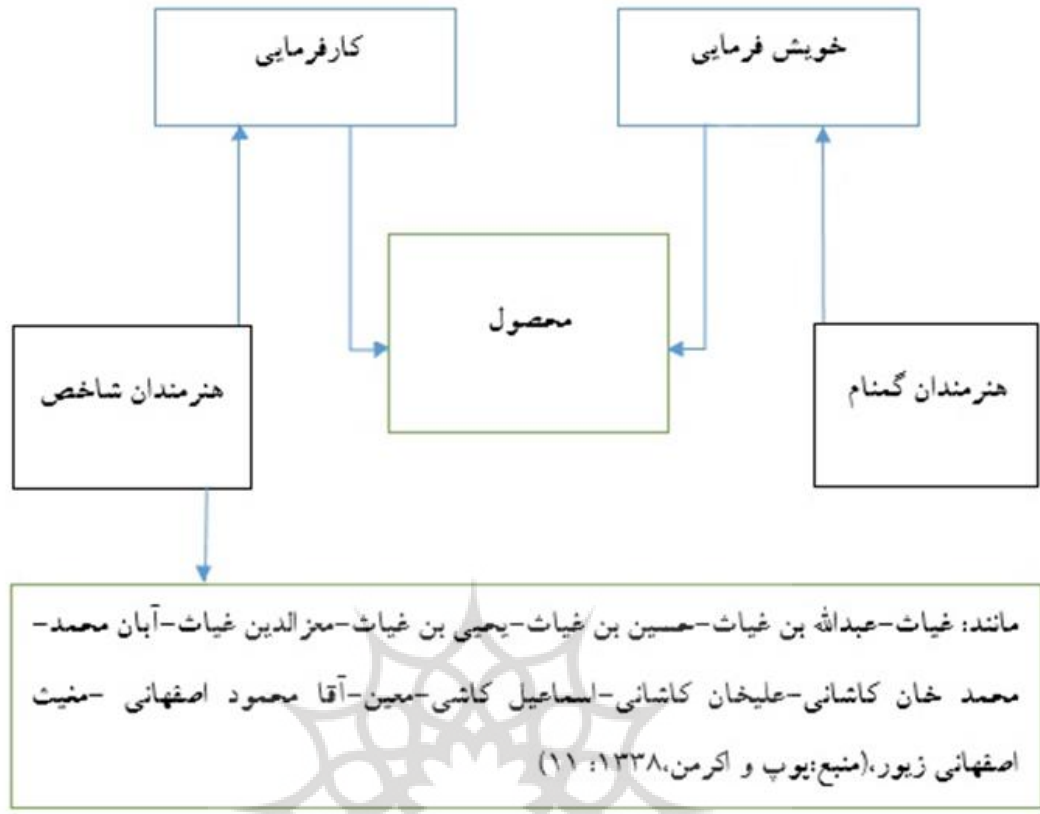 خویش فرمایی
کارفرمایی
محصول
هنرمندان گمنام
هنرمندان شاخص
مانند: غیاث-عبدالله بن غیاث-حسین بن غیاث-یحیی بن غیاث-معزالدین غیاث-آبان محمد-
محمد خان کاشانی-علیخان کاشانی-اسماعیل کاشی-معین-آقا محمود اصفهانی -مغیث
اصفهانی زیور،(منبع:پوپ و اکرمن،۱۳۳۸: ۱۱)